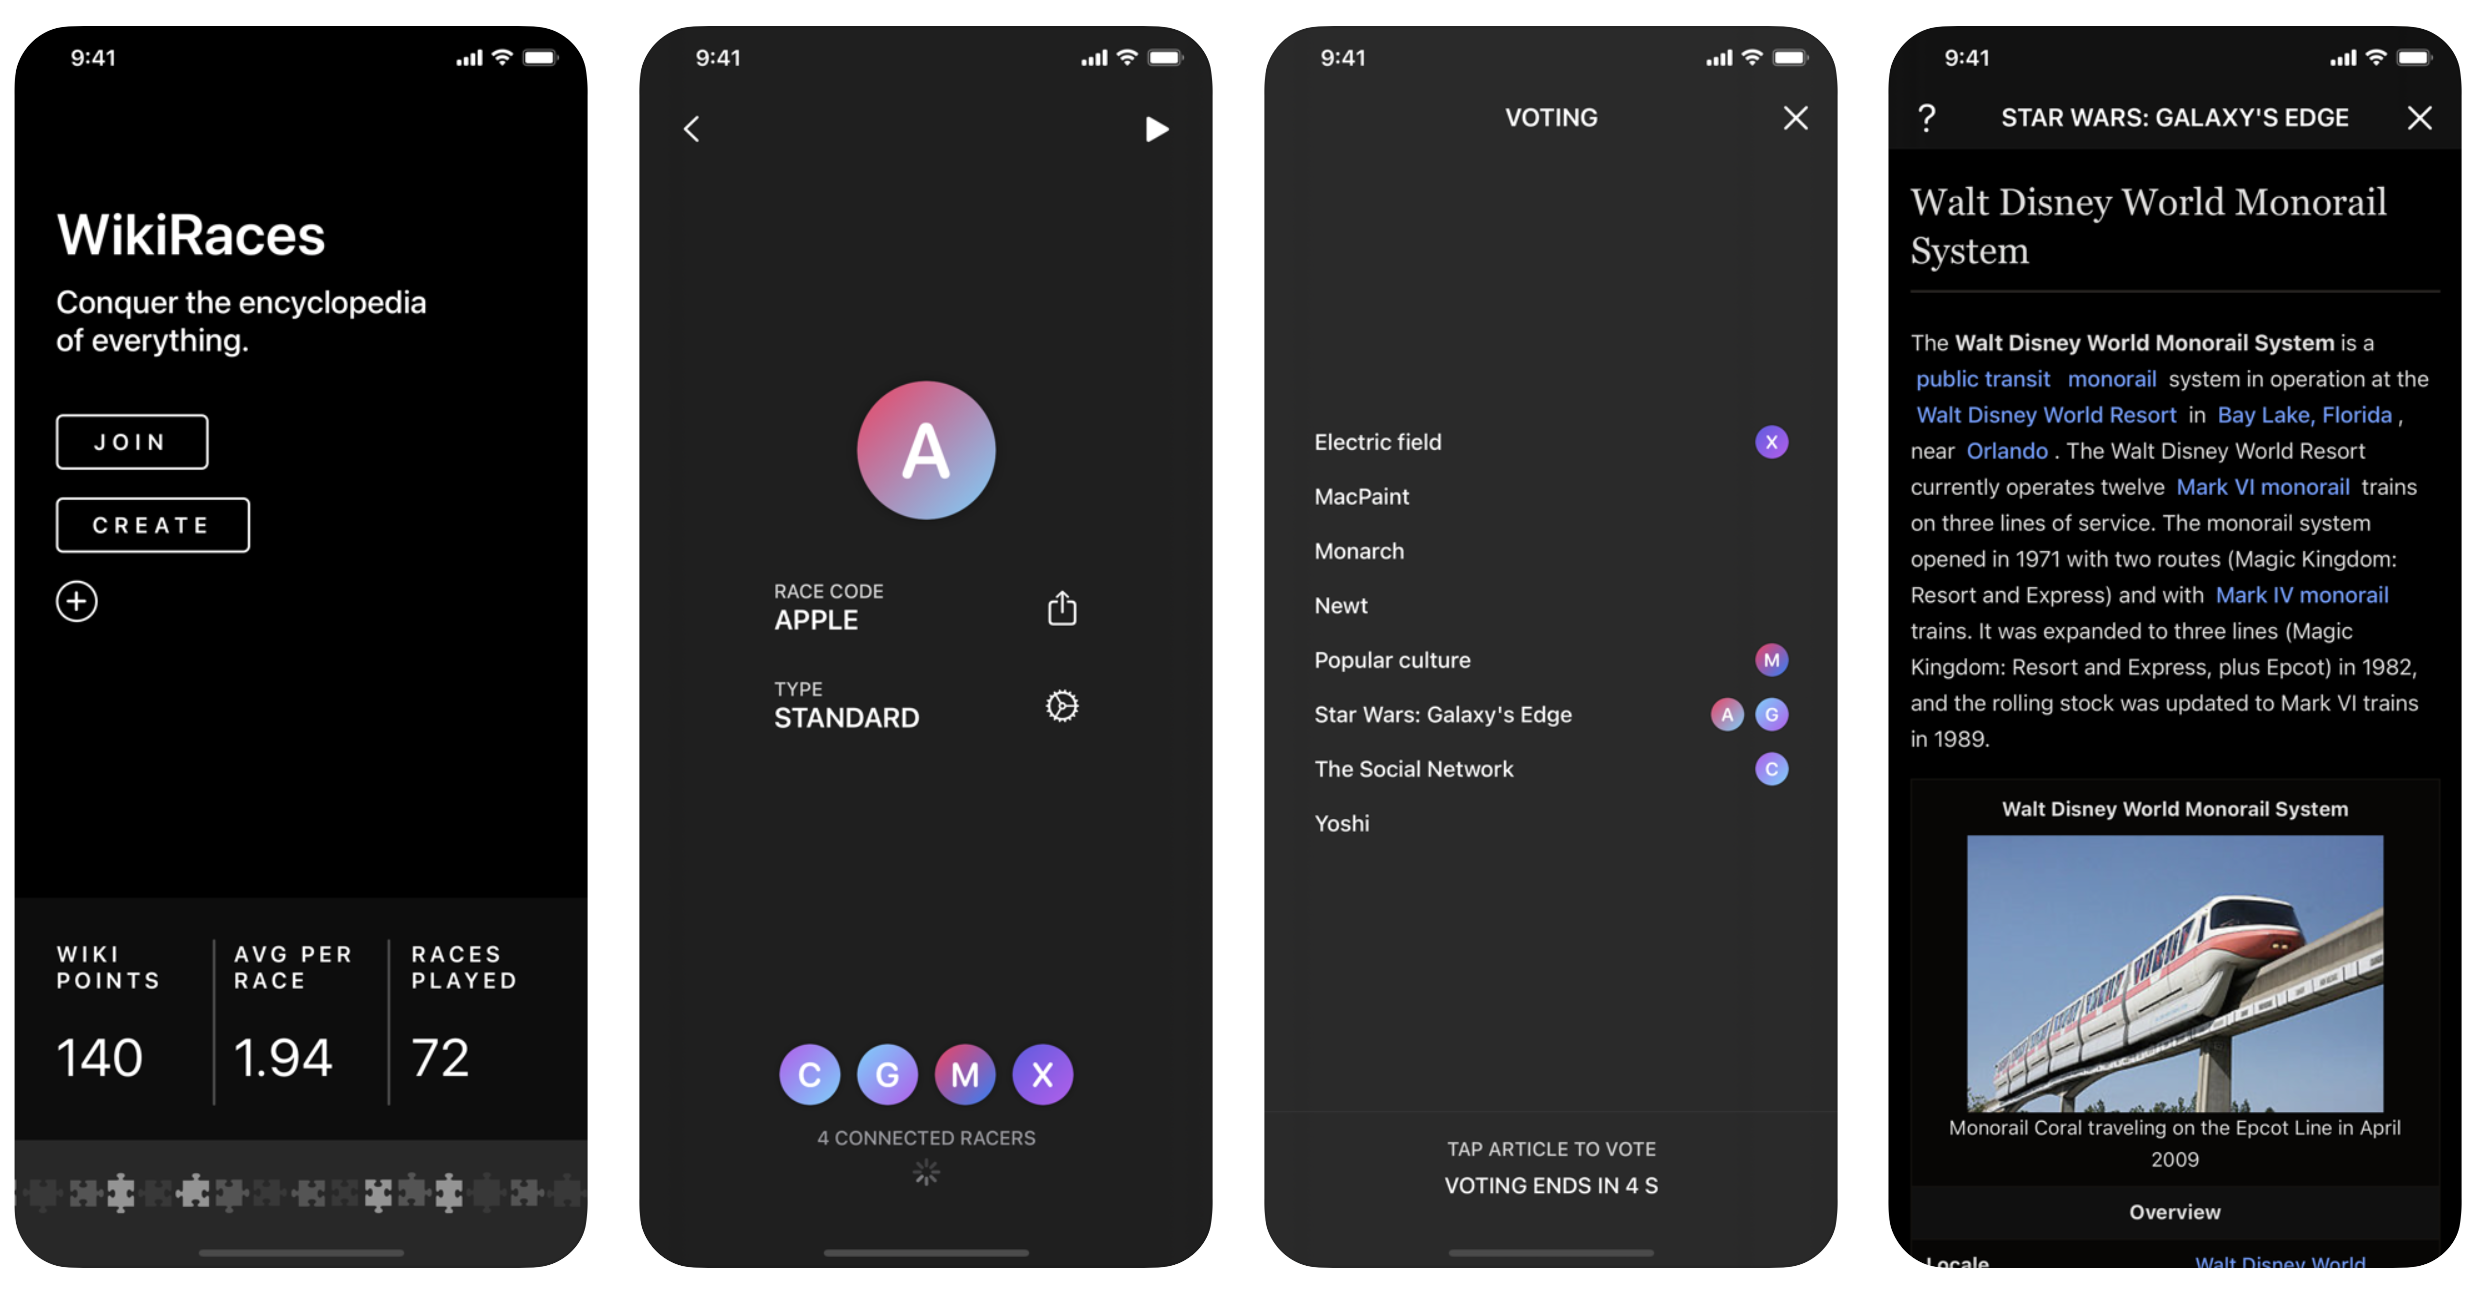 9:41
WikiRaces
Conquer the encyclopedia
of everything.
JOIN
CREATE
WIKI
POINTS
140
AVG PER
RACE
1.94
RACES
PLAYED
72
9:41
A
RACE CODE
APPLE
TYPE
STANDARD
C G M X
4 CONNECTED RACERS
9:41
VOTING
Electric field X
MacPaint
Monarch
Newt
Popular culture M
Star Wars: Galaxy's Edge A G
The Social Network C
Yoshi
TAP ARTICLE TO VOTE
VOTING ENDS IN 4 S
9:41
? STAR WARS: GALAXY'S EDGE
Walt Disney World Monorail
System
The Walt Disney World Monorail System is a
public transit monorail system in operation at the
Walt Disney World Resort in Bay Lake, Florida ,
near Orlando . The Walt Disney World Resort
currently operates twelve Mark VI monorail trains
on three lines of service. The monorail system
opened in 1971 with two routes (Magic Kingdom:
Resort and Express) and with Mark IV monorail
trains. It was expanded to three lines (Magic
Kingdom: Resort and Express, plus Epcot) in 1982,
and the rolling stock was updated to Mark VI trains
in 1989.
Walt Disney World Monorail System
Monorail Coral traveling on the Epcot Line in April
2009
Overview
Locale Walt Disney World